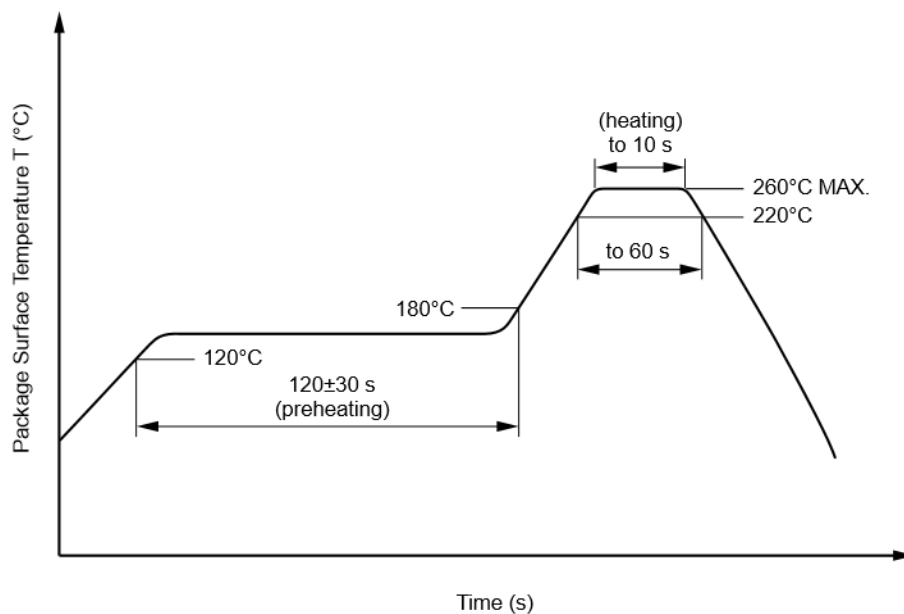 Package Surface Temperature T (°C)
(heating)
to 10 s
260°C MAX.
220°C
to 60 s
180°C
120°C
120±30 s
(preheating)
Time (s)